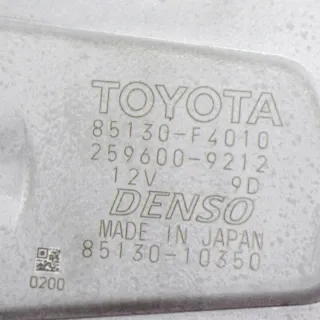 TOYOTA
85130-F4010
259600-9212
12V 9D
DENSO
MADE IN JAPAN
85130-10350
0200